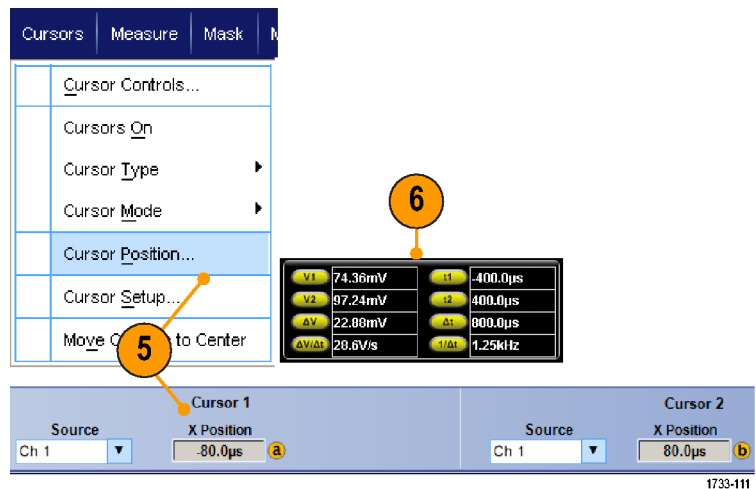 Cursors Measure Mask
Cursor Controls...
Cursors On
Cursor Type
Cursor Mode
6
Cursor Position...
V1 74.36mV t1 -400.0µs
V2 97.24mV t2 400.0µs
Cursor Setup...
ΔV 22.88mV Δt 800.0µs
ΔV/Δt 28.6V/s 1/Δt 1.25kHz
to Center
5
Cursor 1 Cursor 2
Source X Position Source X Position
Ch 1 -80.0µs a Ch 1 80.0µs b
1733-111